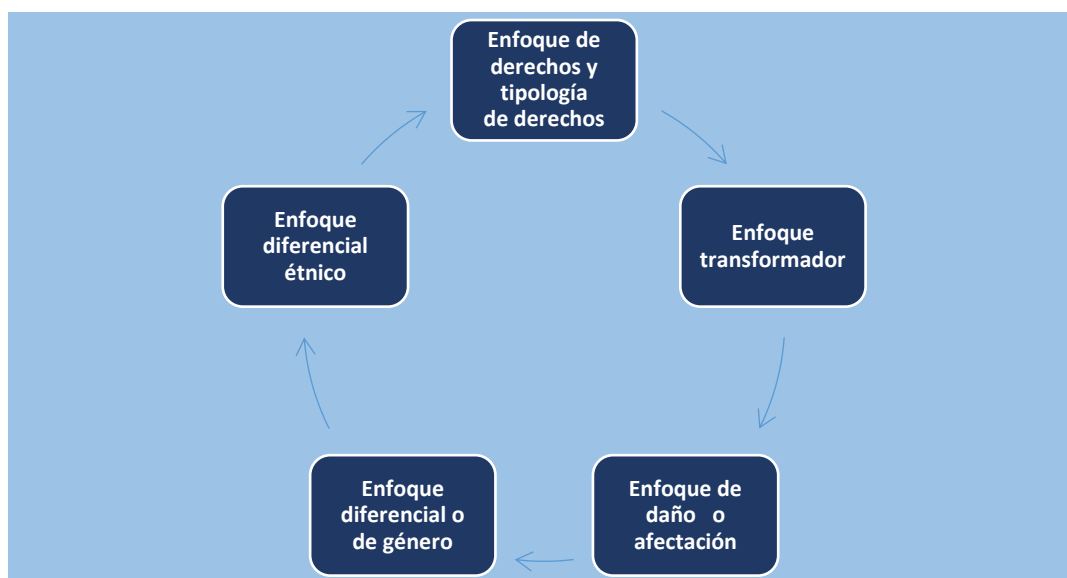 Enfoque de
derechos y
tipología
de derechos
Enfoque
transformador
Enfoque de
daño o
afectación
Enfoque
diferencial o
de género
Enfoque
diferencial
étnico